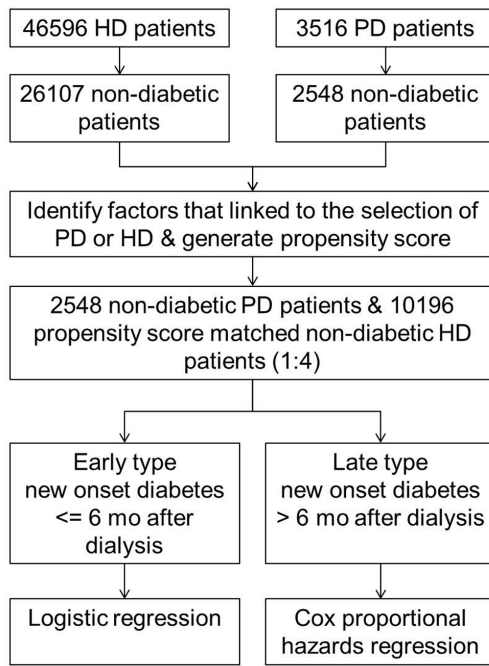 46596 HD patients
3516 PD patients
26107 non-diabetic
patients
2548 non-diabetic
patients
Identify factors that linked to the selection of
PD or HD & generate propensity score
2548 non-diabetic PD patients & 10196
propensity score matched non-diabetic HD
patients (1:4)
Early type
new onset diabetes
<= 6 mo after
dialysis
Late type
new onset diabetes
> 6 mo after dialysis
Logistic regression
Cox proportional
hazards regression